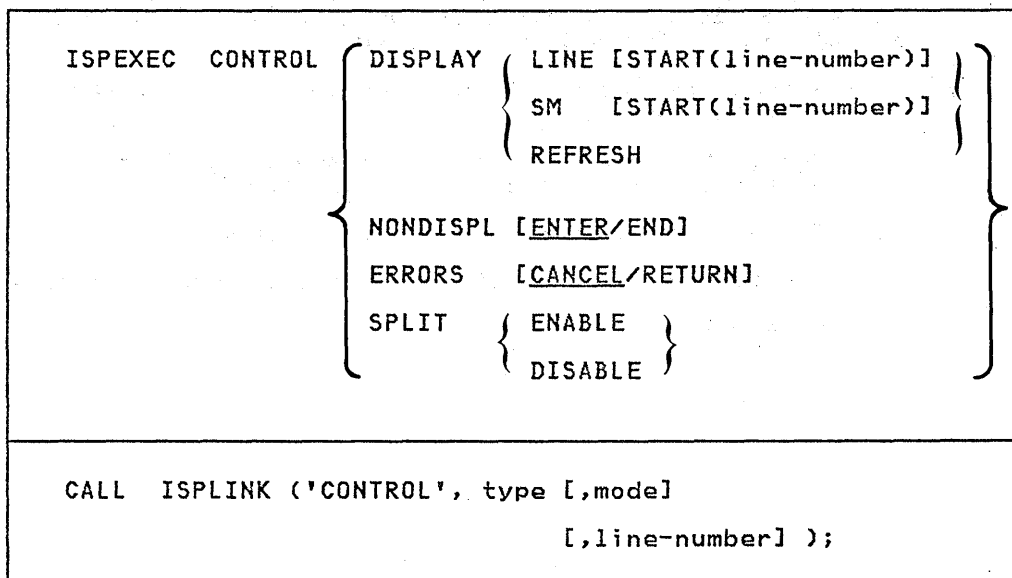 ISPEXEC CONTROL DISPLAY LINE [START(line-number)]
SM [START(line-number)]
REFRESH
NONDISPL [ENTER/END]
ERRORS [CANCEL/RETURN]
SPLIT ENABLE
DISABLE
CALL ISPLINK ('CONTROL', type [,mode]
[,line-number] );